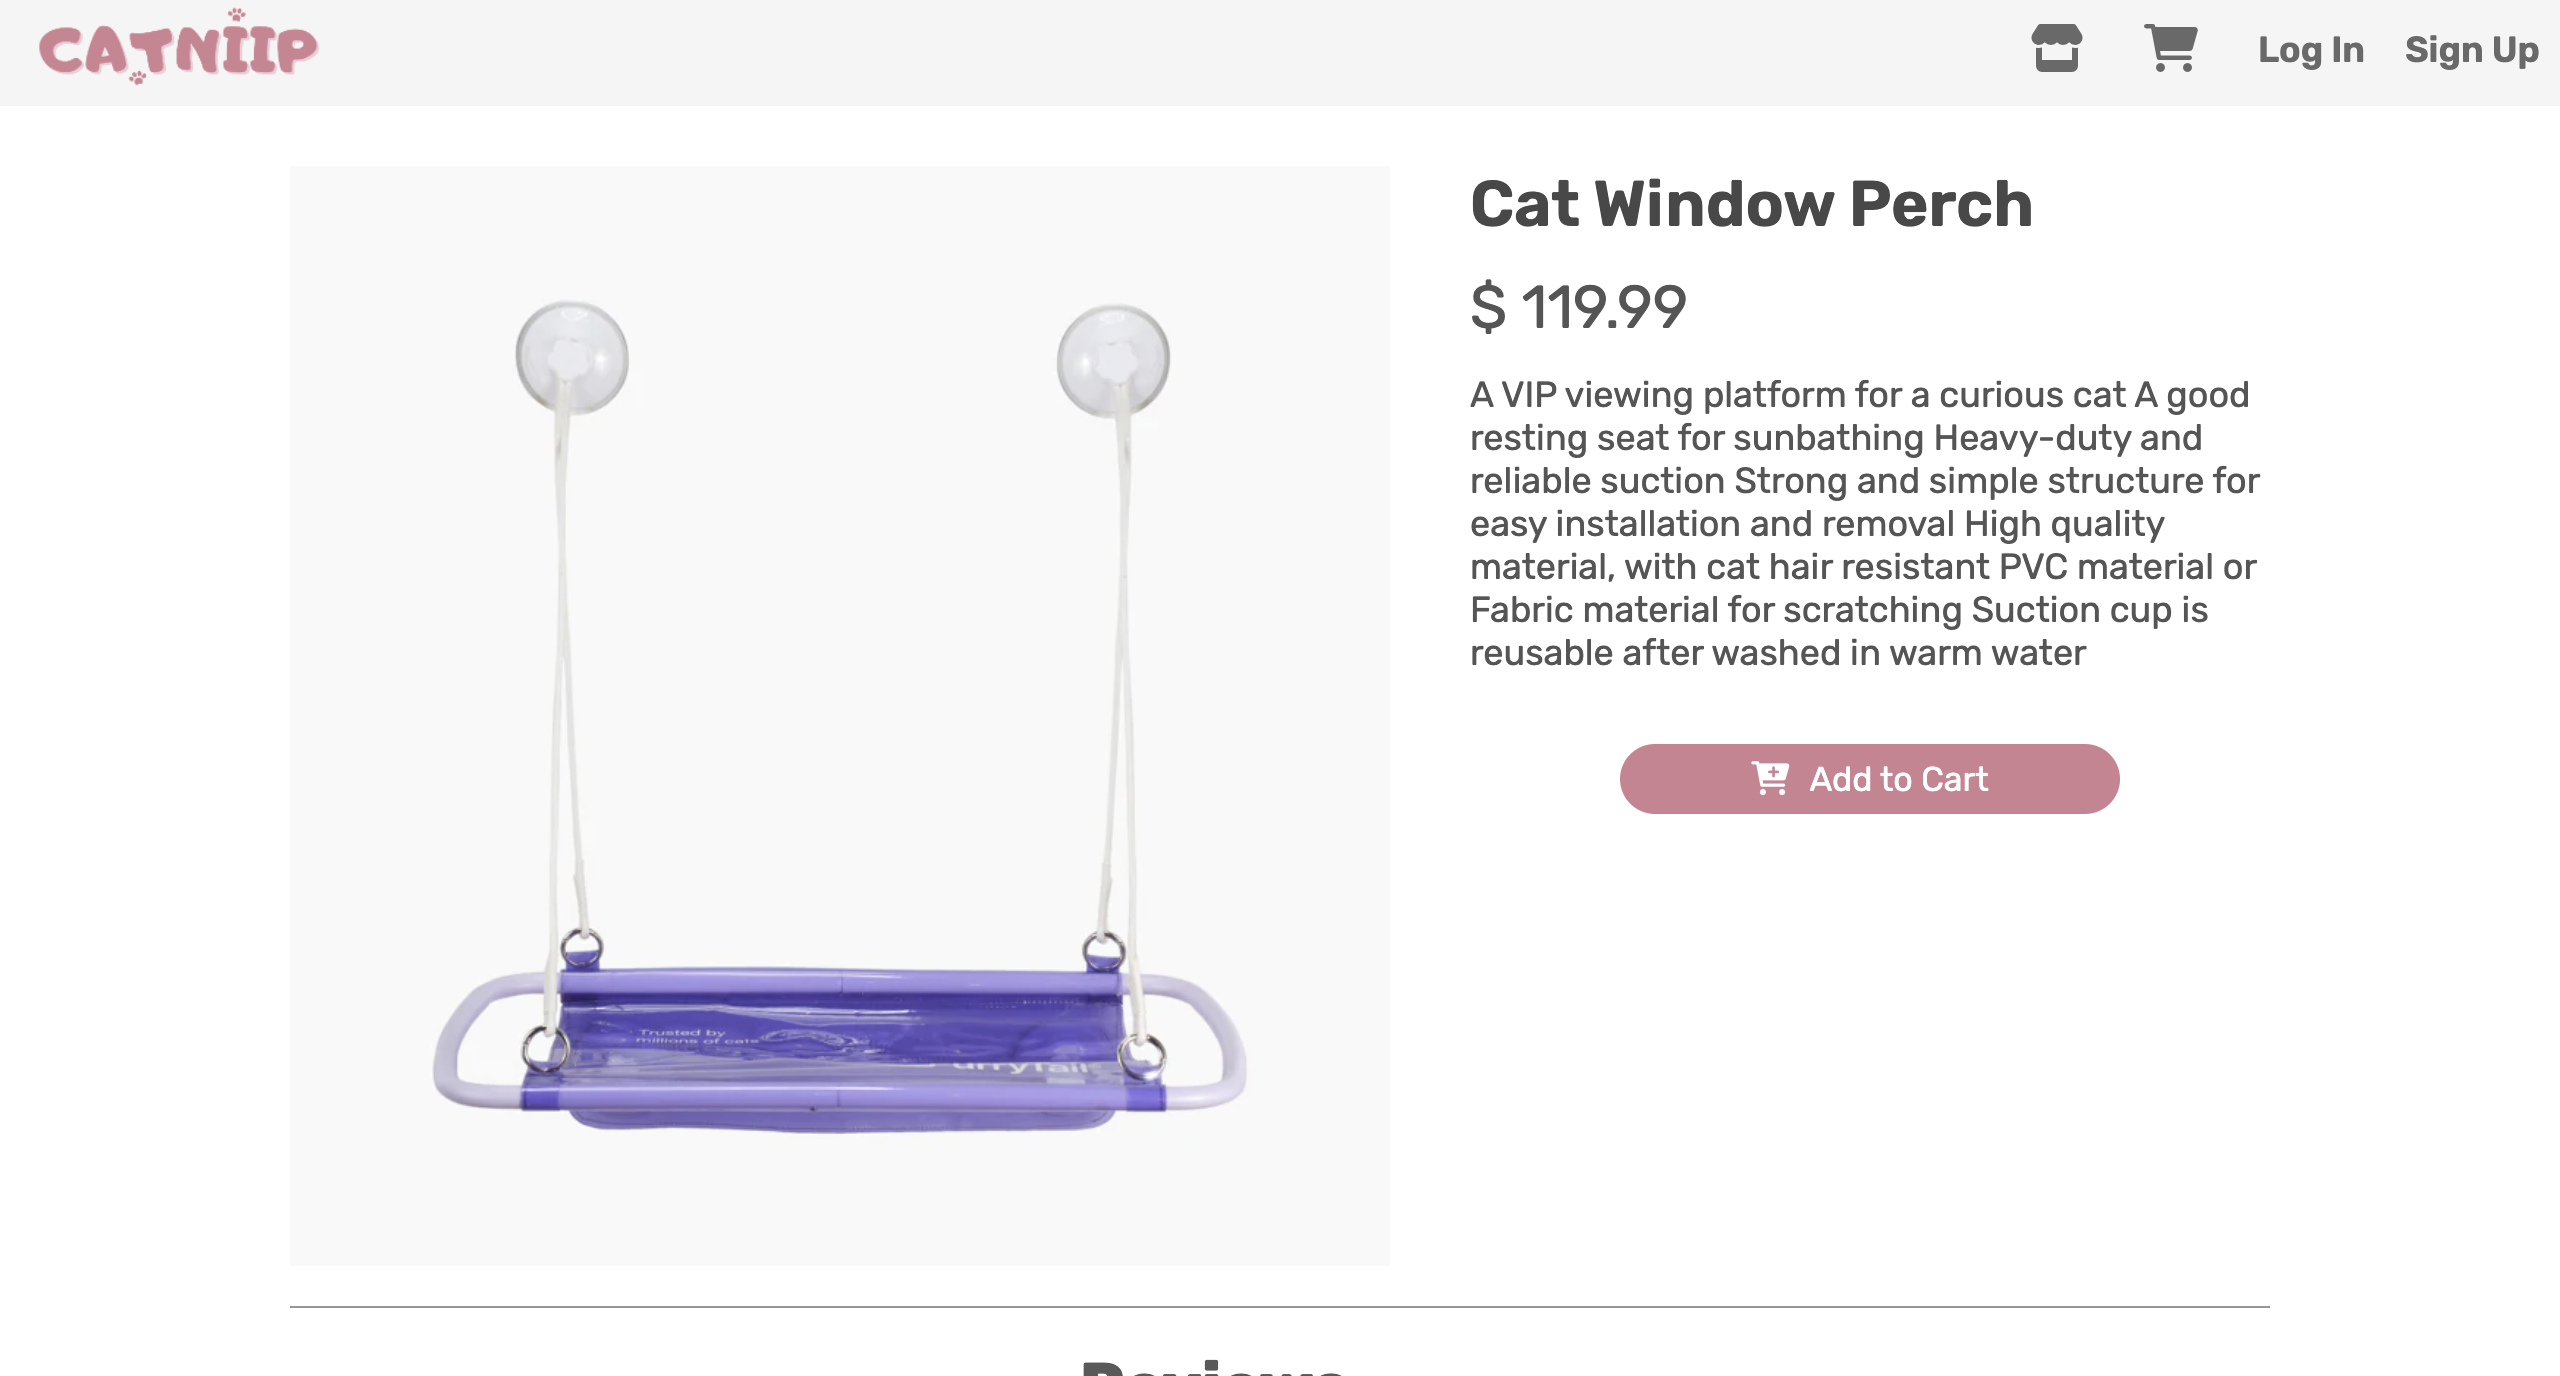 CATNIIP
Log In
Sign Up
Cat Window Perch
$ 119.99
A VIP viewing platform for a curious cat A good
resting seat for sunbathing Heavy-duty and
reliable suction Strong and simple structure for
easy installation and removal High quality
material, with cat hair resistant PVC material or
Fabric material for scratching Suction cup is
reusable after washed in warm water
Add to Cart
Trusted by
millions of cats
Reviews